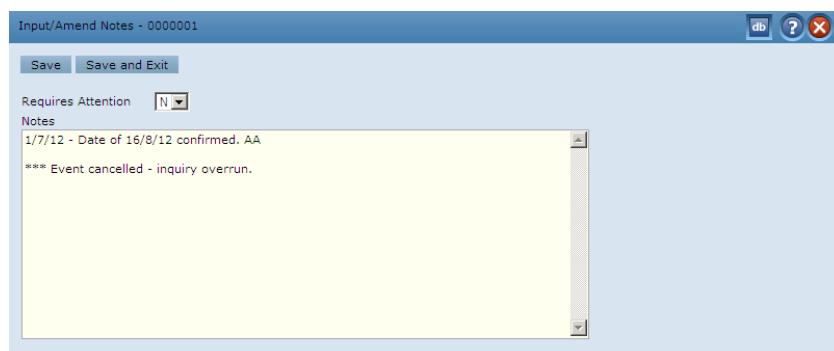 Input/Amend Notes - 0000001
db ?
Save Save and Exit
Requires Attention N
Notes
1/7/12 - Date of 16/8/12 confirmed. AA
*** Event cancelled - inquiry overrun.